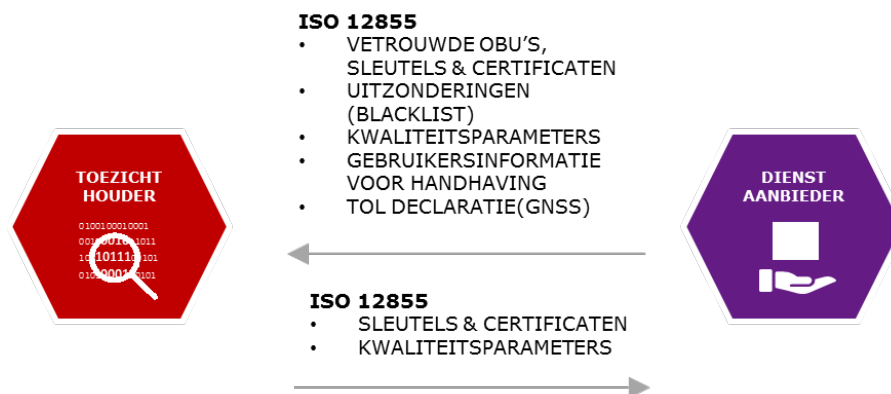 ISO 12855
• VETROUWDE OBU'S,
SLEUTELS & CERTIFICATEN
• UITZONDERINGEN
(BLACKLIST)
• KWALITEITSPARAMETERS
• GEBRUIKERSINFORMATIE
VOOR HANDHAVING
• TOL DECLARATIE(GNSS)
TOEZICHT
HOUDER
0100100010001
DIENST
AANBIEDER
ISO 12855
• SLEUTELS & CERTIFICATEN
• KWALITEITSPARAMETERS